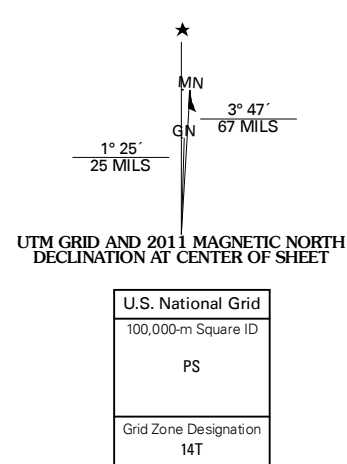 MN
3° 47´
67 MILS
GN
1° 25´
25 MILS
UTM GRID AND 2011 MAGNETIC NORTH
DECLINATION AT CENTER OF SHEET
U.S. National Grid
100,000-m Square ID
PS
Grid Zone Designation
14T